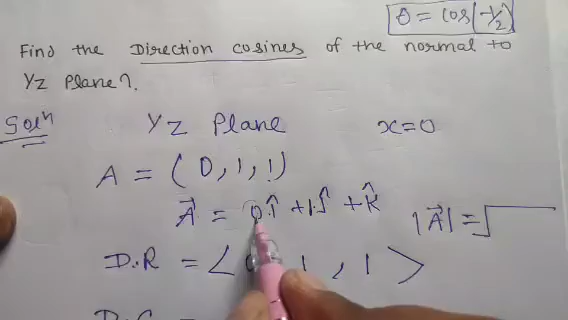 θ = cos(-1/2)
Find the Direction cosines of the normal to
YZ Plane?.
Solⁿ YZ Plane x=0
A = (0,1,1)
A⃗ = 0î +1ĵ +k̂ |A⃗| = √
D.R = < 0, 1, 1 >